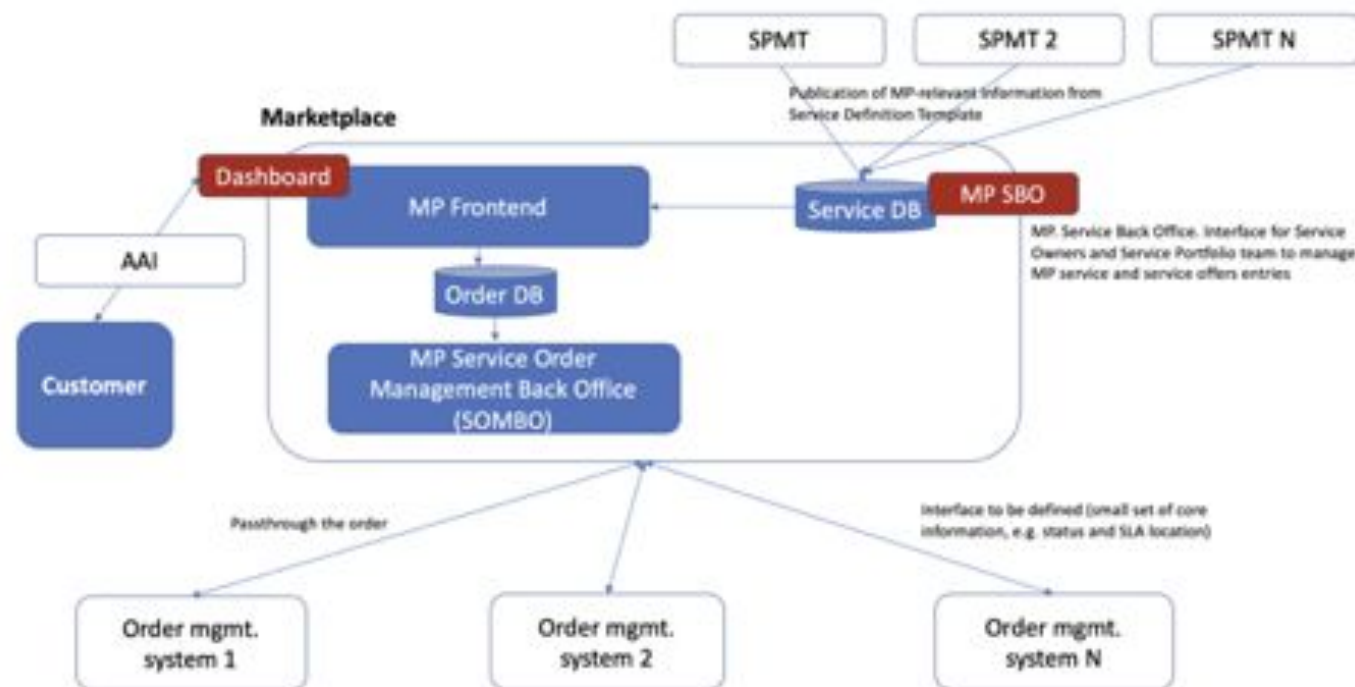 SPMT
SPMT 2
SPMT N
Publication of MP-relevant Information from
Service Definition Template
Marketplace
Dashboard
MP Frontend
Service DB
MP SBO
MP. Service Back Office. Interface for Service
Owners and Service Portfolio team to manage
MP service and service offers entries
AAI
Order DB
Customer
MP Service Order
Management Back Office
(SOMBO)
Passthrough the order
Interface to be defined (small set of core
information, e.g. status and SLA location)
Order mgmt.
system 1
Order mgmt.
system 2
Order mgmt.
system N